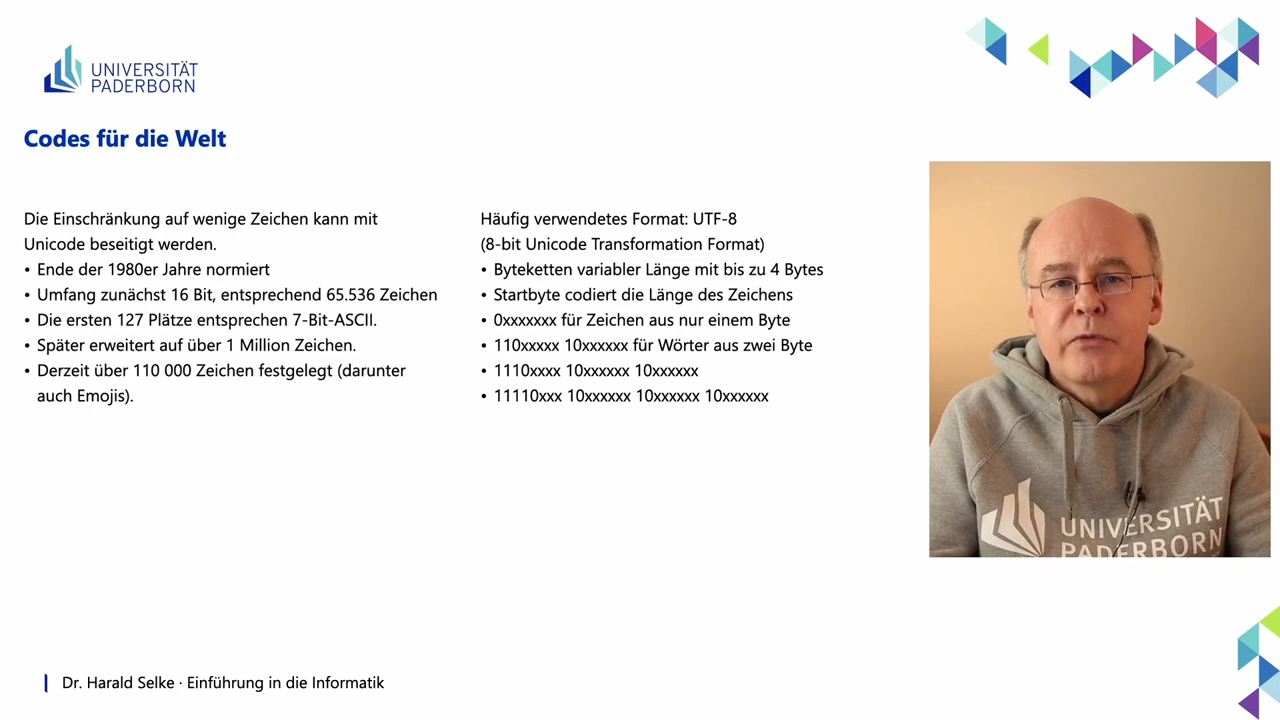 UNIVERSITÄT
PADERBORN
Codes für die Welt
Die Einschränkung auf wenige Zeichen kann mit
Unicode beseitigt werden.
• Ende der 1980er Jahre normiert
• Umfang zunächst 16 Bit, entsprechend 65.536 Zeichen
• Die ersten 127 Plätze entsprechen 7-Bit-ASCII.
• Später erweitert auf über 1 Million Zeichen.
• Derzeit über 110 000 Zeichen festgelegt (darunter
auch Emojis).
Häufig verwendetes Format: UTF-8
(8-bit Unicode Transformation Format)
• Byteketten variabler Länge mit bis zu 4 Bytes
• Startbyte codiert die Länge des Zeichens
• 0xxxxxxx für Zeichen aus nur einem Byte
• 110xxxxx 10xxxxxx für Wörter aus zwei Byte
• 1110xxxx 10xxxxxx 10xxxxxx
• 11110xxx 10xxxxxx 10xxxxxx 10xxxxxx
UNIVERSITÄT
PADERBORN
Dr. Harald Selke · Einführung in die Informatik